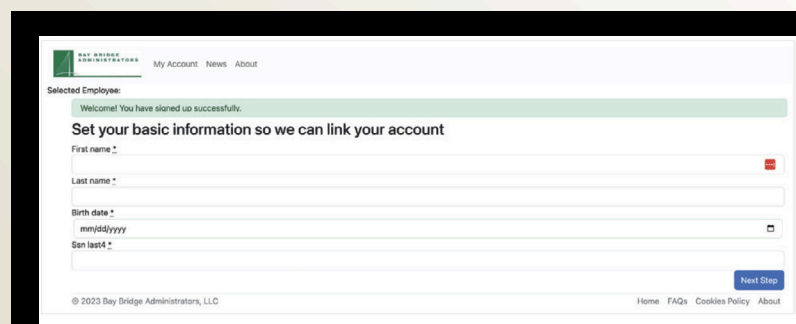 BAY BRIDGE
ADMINISTRATORS
My Account News About
Selected Employee:
Welcome! You have signed up successfully.
Set your basic information so we can link your account
First name *
Last name *
Birth date *
mm/dd/yyyy
Ssn last4 *
Next Step
© 2023 Bay Bridge Administrators, LLC
Home FAQs Cookies Policy About